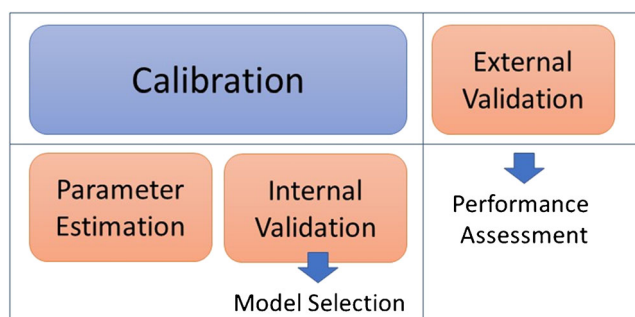 Calibration
External
Validation
Parameter
Estimation
Internal
Validation
Performance
Assessment
Model Selection